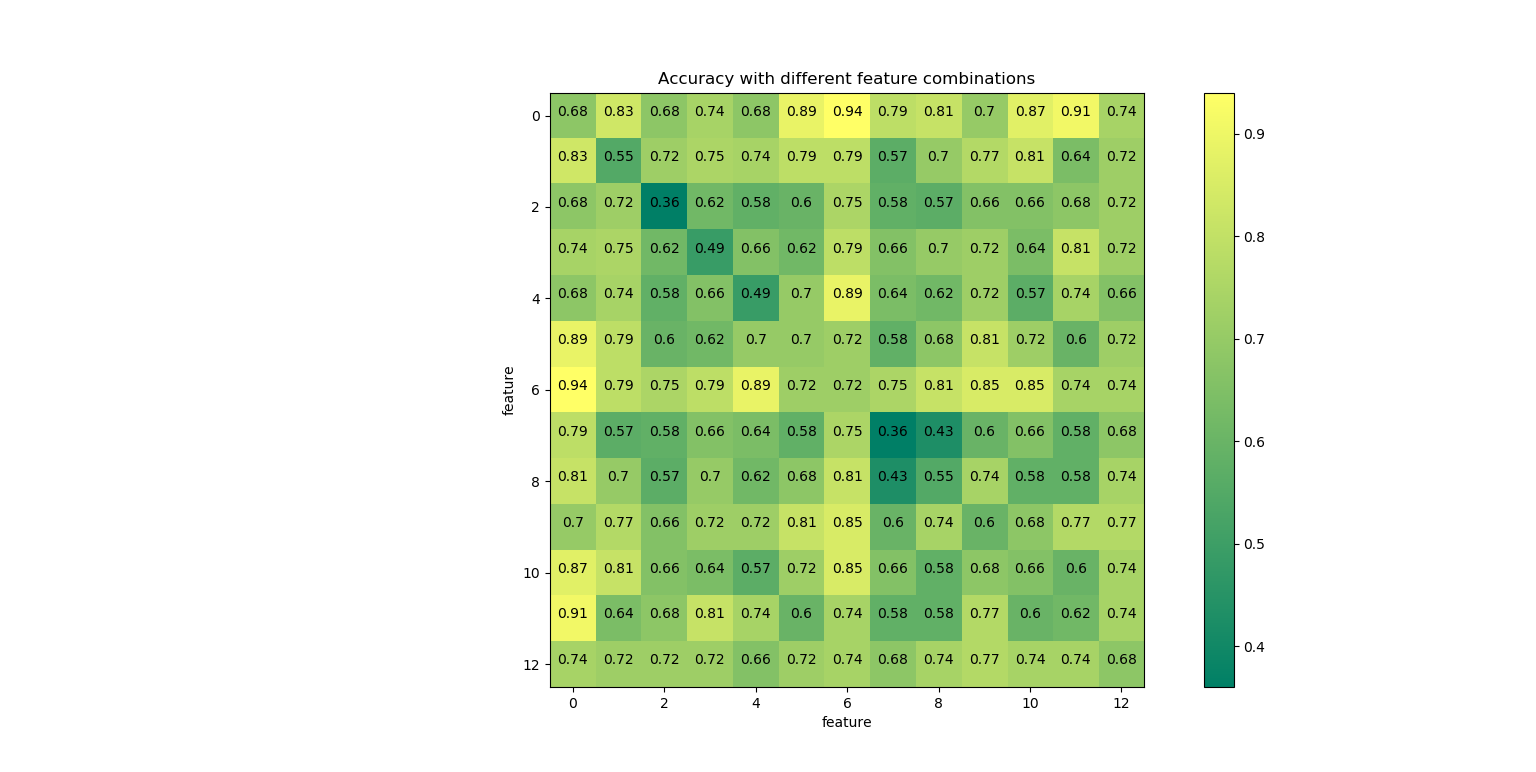 Accuracy with different feature combinations
0 0.68 0.83 0.68 0.74 0.68 0.89 0.94 0.79 0.81 0.7 0.87 0.91 0.74
0.83 0.55 0.72 0.75 0.74 0.79 0.79 0.57 0.7 0.77 0.81 0.64 0.72
2 0.68 0.72 0.36 0.62 0.58 0.6 0.75 0.58 0.57 0.66 0.66 0.68 0.72
0.74 0.75 0.62 0.49 0.66 0.62 0.79 0.66 0.7 0.72 0.64 0.81 0.72
4 0.68 0.74 0.58 0.66 0.49 0.7 0.89 0.64 0.62 0.72 0.57 0.74 0.66
0.89 0.79 0.6 0.62 0.7 0.7 0.72 0.58 0.68 0.81 0.72 0.6 0.72
6 0.94 0.79 0.75 0.79 0.89 0.72 0.72 0.75 0.81 0.85 0.85 0.74 0.74
0.79 0.57 0.58 0.66 0.64 0.58 0.75 0.36 0.43 0.6 0.66 0.58 0.68
8 0.81 0.7 0.57 0.7 0.62 0.68 0.81 0.43 0.55 0.74 0.58 0.58 0.74
0.7 0.77 0.66 0.72 0.72 0.81 0.85 0.6 0.74 0.6 0.68 0.77 0.77
10 0.87 0.81 0.66 0.64 0.57 0.72 0.85 0.66 0.58 0.68 0.66 0.6 0.74
0.91 0.64 0.68 0.81 0.74 0.6 0.74 0.58 0.58 0.77 0.6 0.62 0.74
12 0.74 0.72 0.72 0.72 0.66 0.72 0.74 0.68 0.74 0.77 0.74 0.74 0.68
0 2 4 6 8 10 12
feature
feature
0.9
0.8
0.7
0.6
0.5
0.4